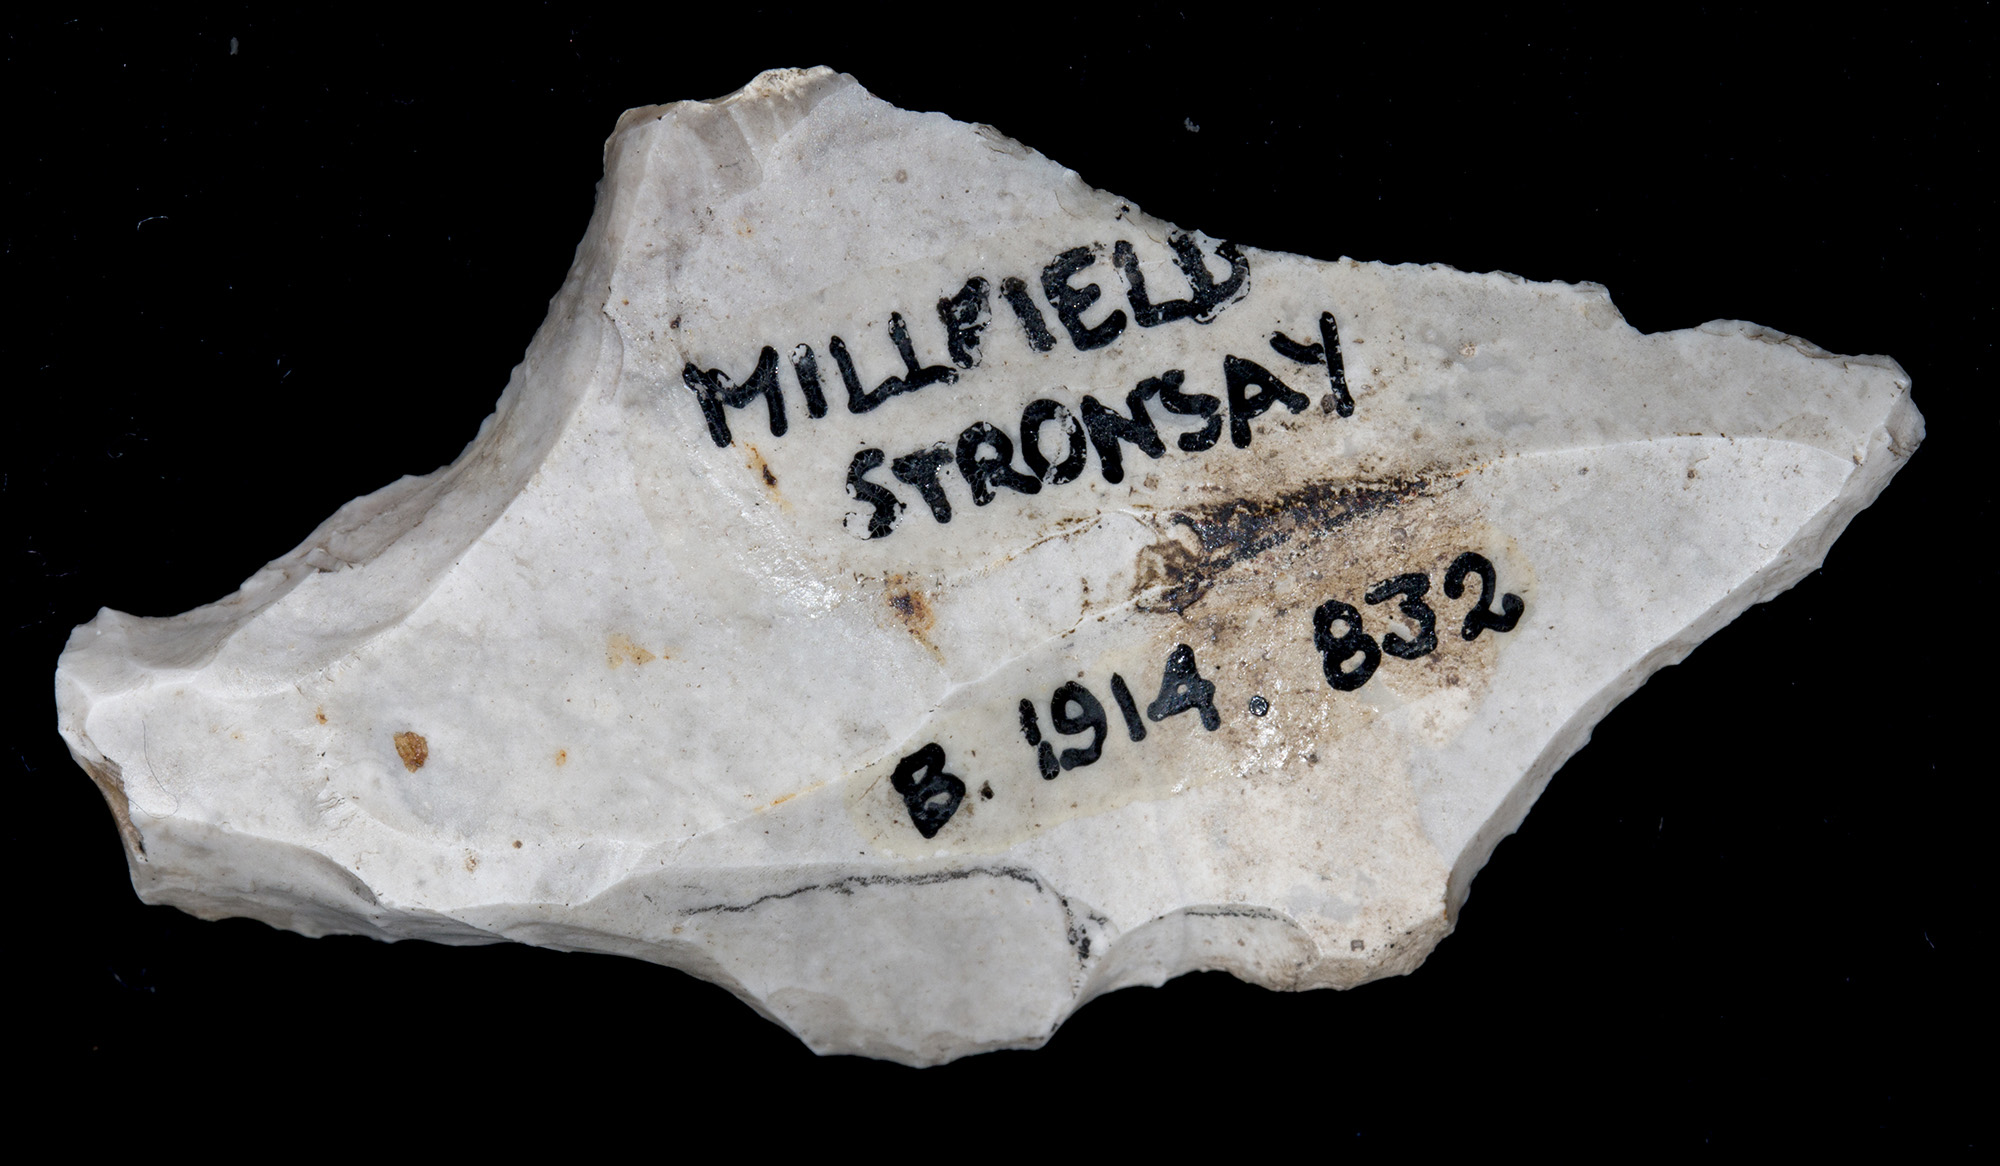 MILLFIELD
STRONSAY
B. 1914. 832